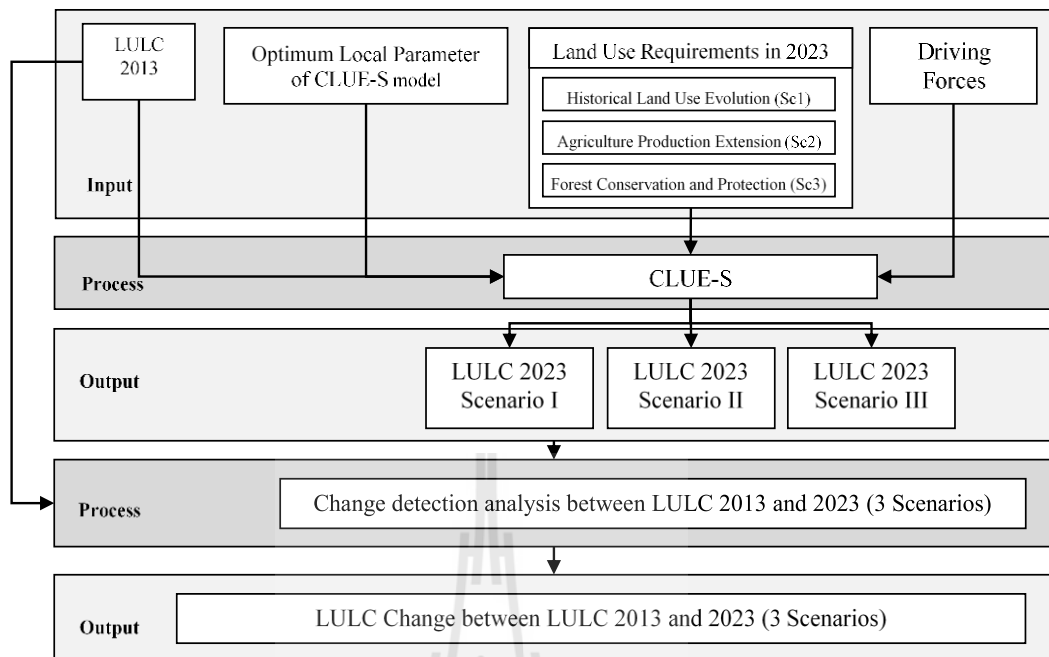 LULC
2013
Optimum Local Parameter
of CLUE-S model
Land Use Requirements in 2023
Historical Land Use Evolution (Sc1)
Agriculture Production Extension (Sc2)
Forest Conservation and Protection (Sc3)
Driving
Forces
Input
Process
CLUE-S
Output
LULC 2023
Scenario I
LULC 2023
Scenario II
LULC 2023
Scenario III
Process
Change detection analysis between LULC 2013 and 2023 (3 Scenarios)
Output
LULC Change between LULC 2013 and 2023 (3 Scenarios)